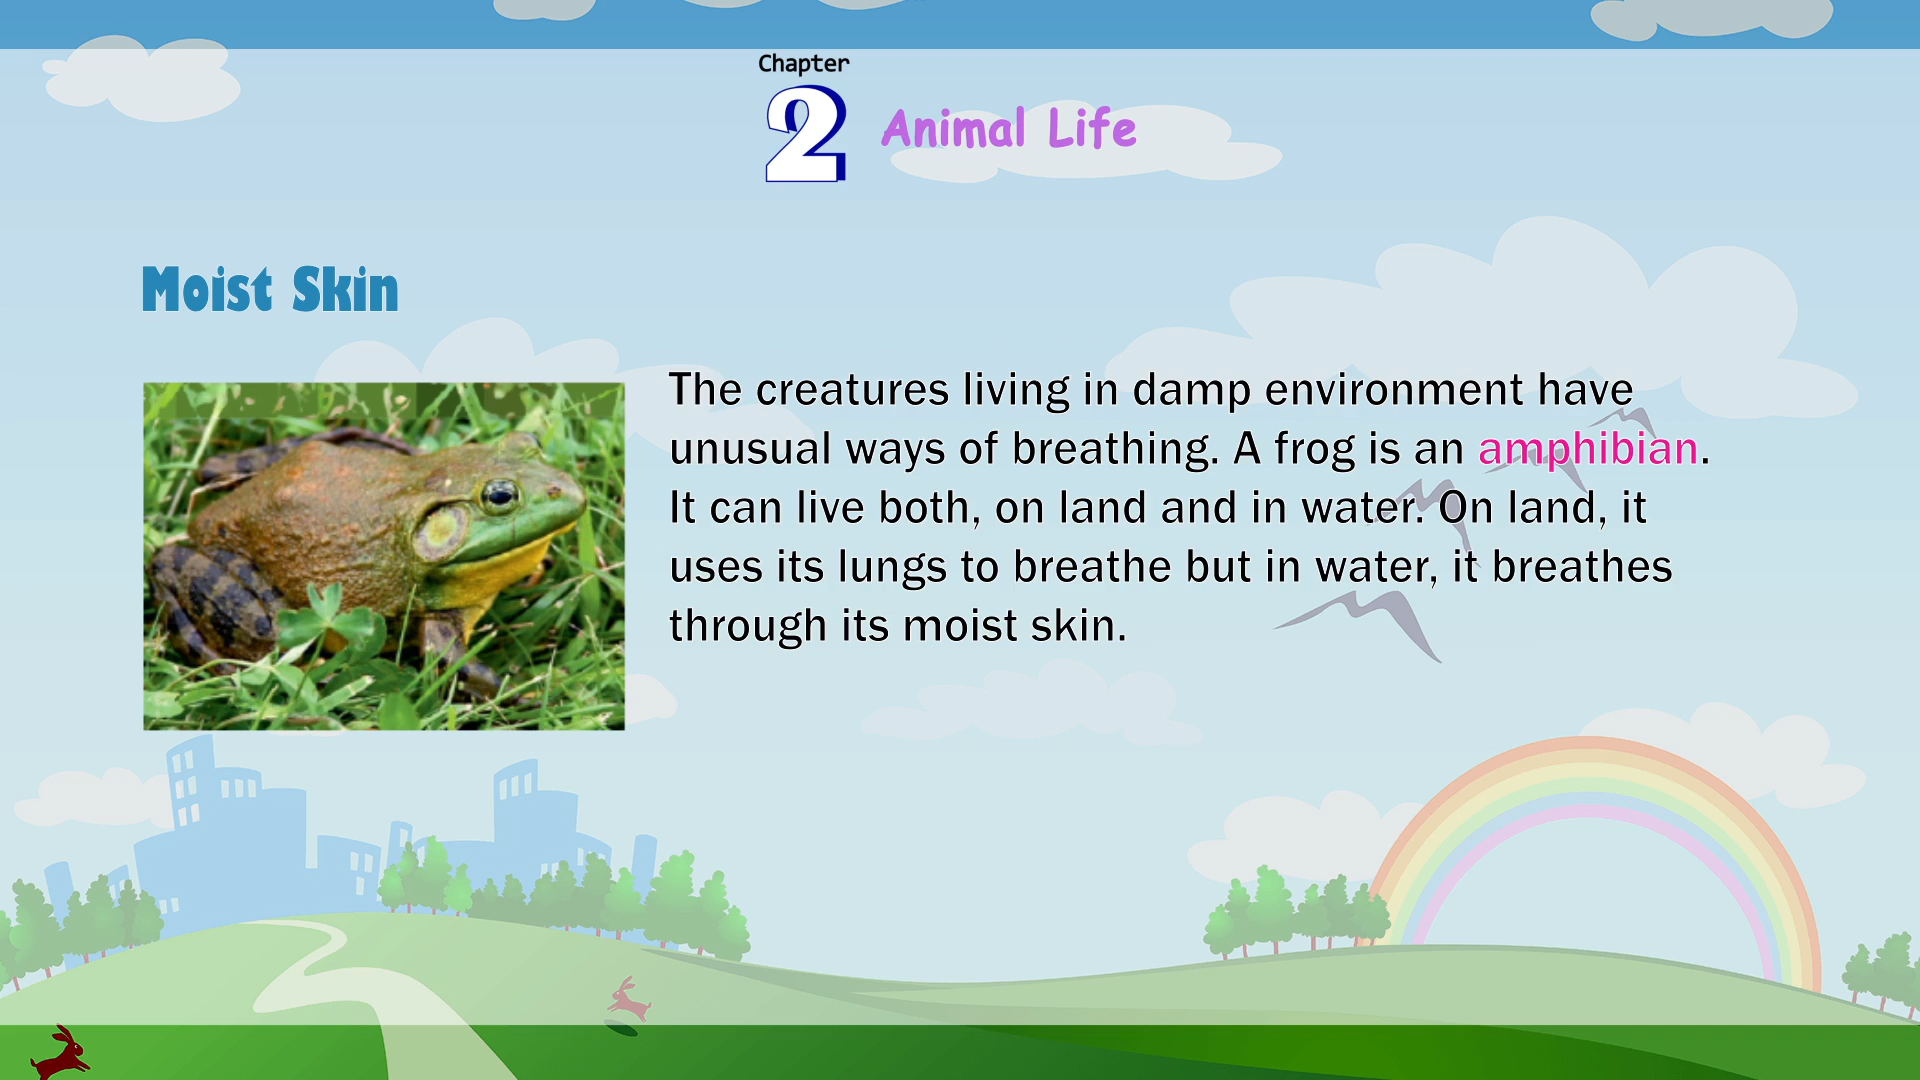 Chapter
2 Animal Life
Moist Skin
The creatures living in damp environment have
unusual ways of breathing. A frog is an amphibian.
It can live both, on land and in water. On land, it
uses its lungs to breathe but in water, it breathes
through its moist skin.